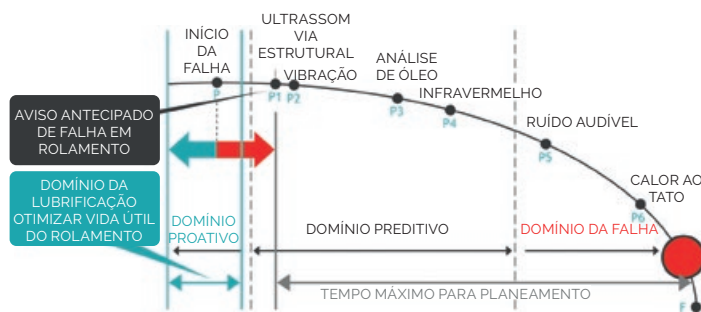 INÍCIO
DA
FALHA
ULTRASSOM
VIA
ESTRUTURAL
VIBRAÇÃO
ANÁLISE
DE ÓLEO
INFRAVERMELHO
RUÍDO AUDÍVEL
CALOR AO
TATO
P
P1
P2
P3
P4
P5
P6
F
AVISO ANTECIPADO
DE FALHA EM
ROLAMENTO
DOMÍNIO DA
LUBRIFICAÇÃO
OTIMIZAR VIDA ÚTIL
DO ROLAMENTO
DOMÍNIO
PROATIVO
DOMÍNIO PREDITIVO
DOMÍNIO DA FALHA
TEMPO MÁXIMO PARA PLANEAMENTO